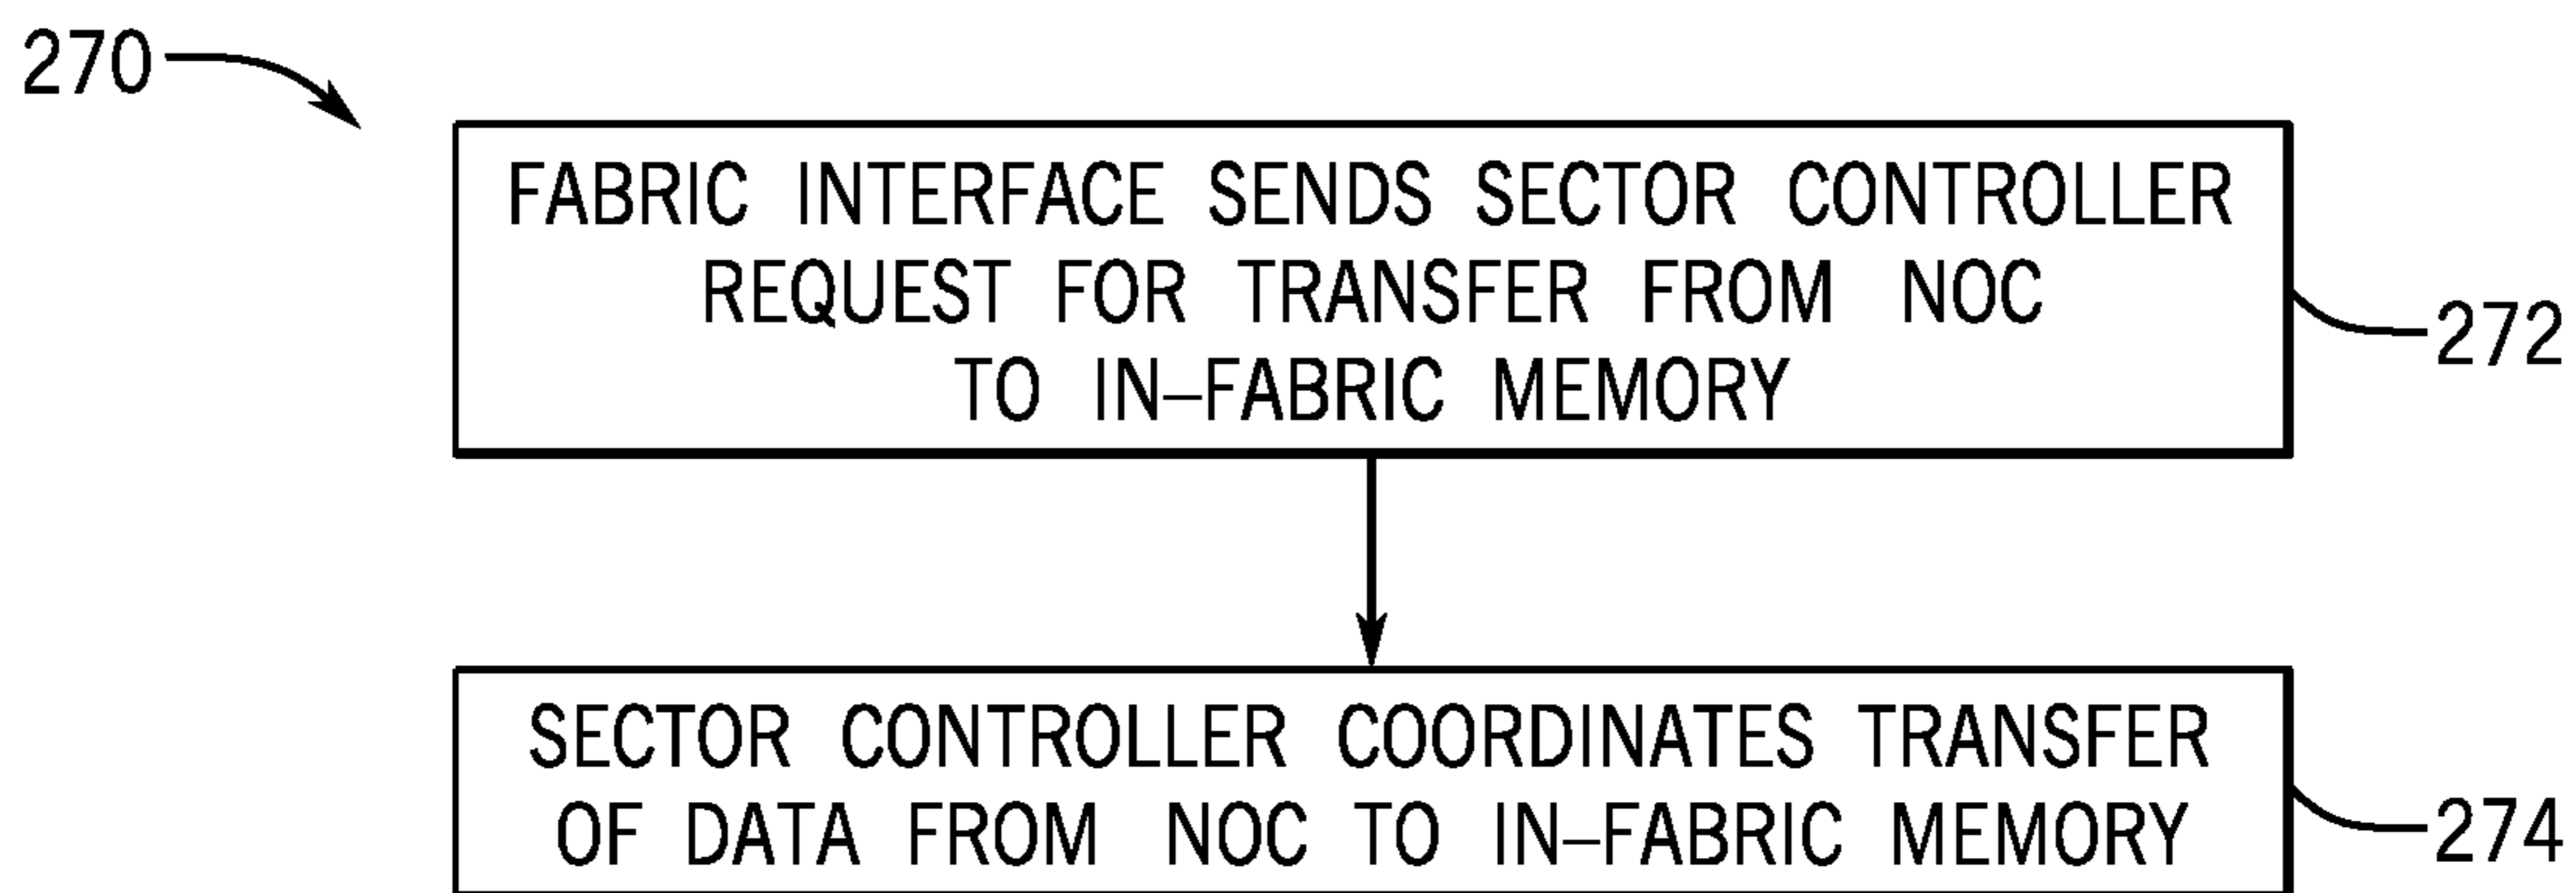 270
FABRIC INTERFACE SENDS SECTOR CONTROLLER
REQUEST FOR TRANSFER FROM NOC
TO IN–FABRIC MEMORY
272
SECTOR CONTROLLER COORDINATES TRANSFER
OF DATA FROM NOC TO IN–FABRIC MEMORY
274